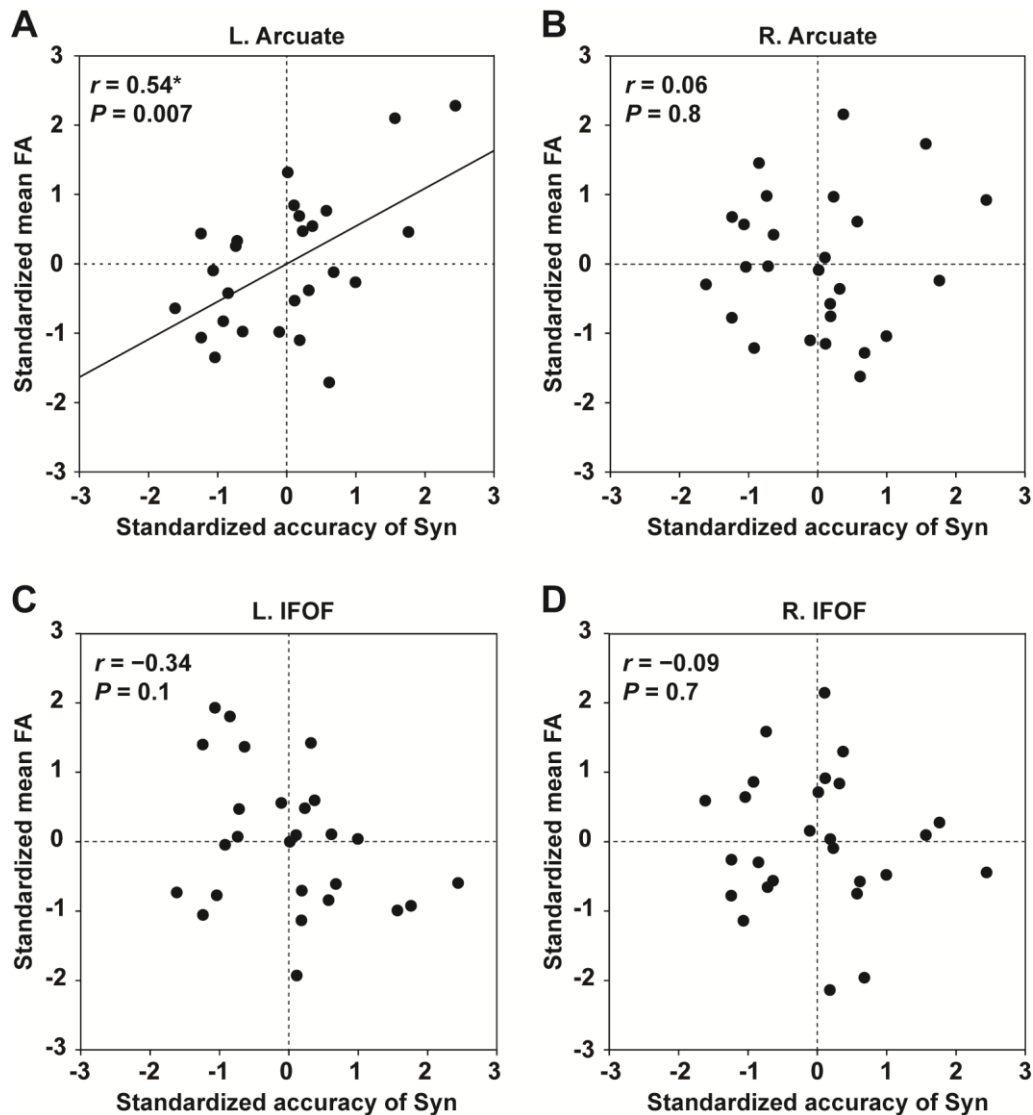 A
L. Arcuate
r = 0.54*
P = 0.007
Standardized mean FA
3
2
1
0
-1
-2
-3
-3 -2 -1 0 1 2 3
Standardized accuracy of Syn
B
R. Arcuate
r = 0.06
P = 0.8
Standardized mean FA
3
2
1
0
-1
-2
-3
-3 -2 -1 0 1 2 3
Standardized accuracy of Syn
C
L. IFOF
r = −0.34
P = 0.1
Standardized mean FA
3
2
1
0
-1
-2
-3
-3 -2 -1 0 1 2 3
Standardized accuracy of Syn
D
R. IFOF
r = −0.09
P = 0.7
Standardized mean FA
3
2
1
0
-1
-2
-3
-3 -2 -1 0 1 2 3
Standardized accuracy of Syn